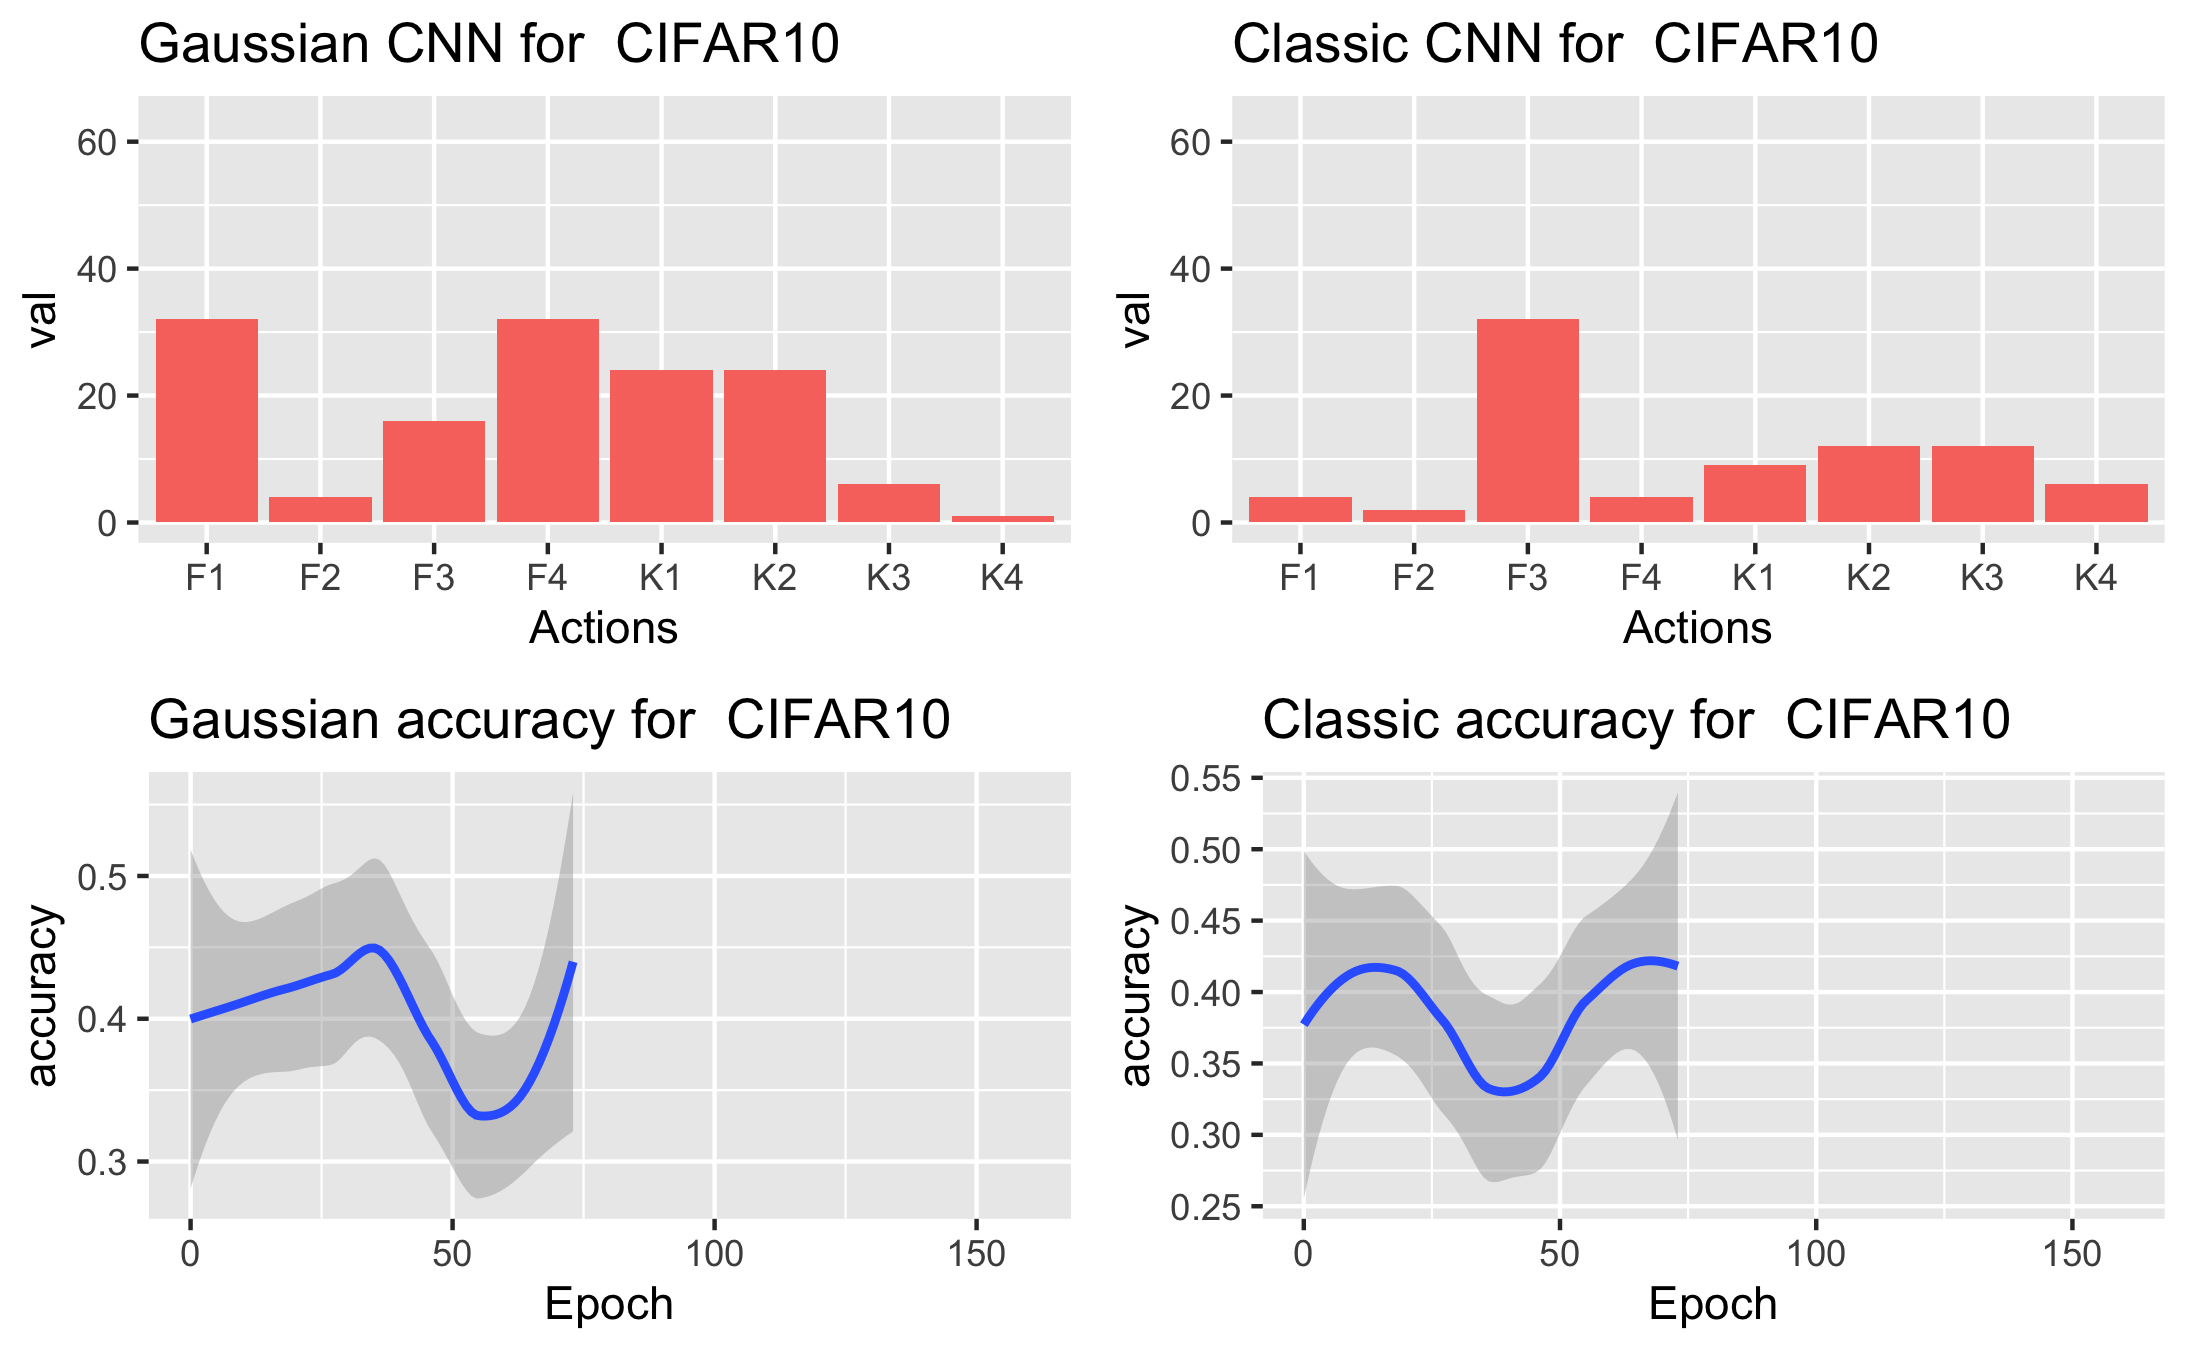 Gaussian CNN for  CIFAR10
60
40
20
0
val
F1 F2 F3 F4 K1 K2 K3 K4
Actions
Classic CNN for  CIFAR10
60
40
20
0
val
F1 F2 F3 F4 K1 K2 K3 K4
Actions
Gaussian accuracy for  CIFAR10
0.5
0.4
0.3
accuracy
0 50 100 150
Epoch
Classic accuracy for  CIFAR10
0.55
0.50
0.45
0.40
0.35
0.30
0.25
accuracy
0 50 100 150
Epoch